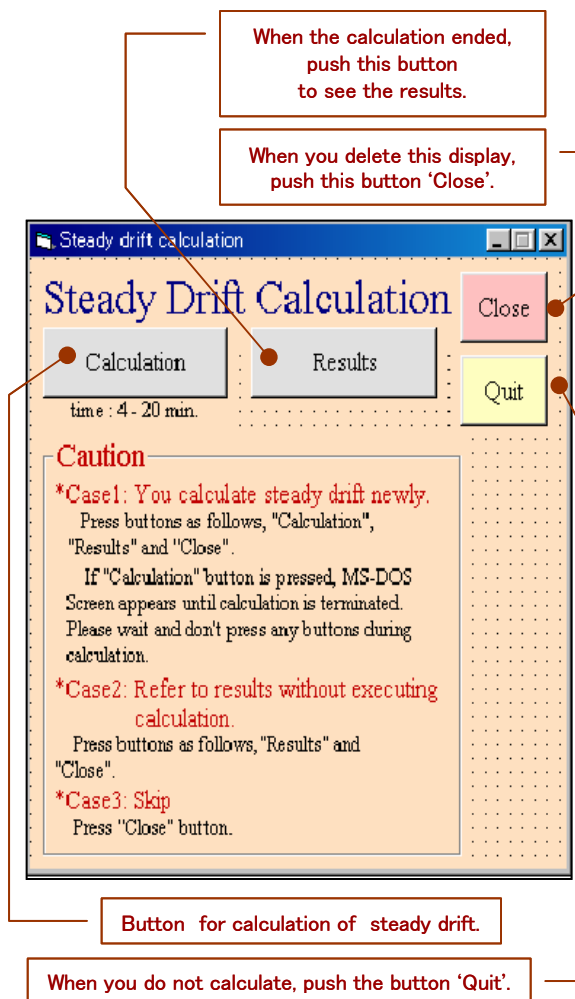 When the calculation ended,
push this button
to see the results.
When you delete this display,
push this button ‘Close’.
Steady drift calculation
Steady Drift Calculation
Close
Calculation
Results
Quit
time : 4 - 20 min.
Caution
*Case1: You calculate steady drift newly.
Press buttons as follows, "Calculation",
"Results" and "Close".
If "Calculation" button is pressed, MS-DOS
Screen appears until calculation is terminated.
Please wait and don't press any buttons during
calculation.
*Case2: Refer to results without executing
calculation.
Press buttons as follows, "Results" and
"Close".
*Case3: Skip
Press "Close" button.
Button for calculation of steady drift.
When you do not calculate, push the button ‘Quit’.